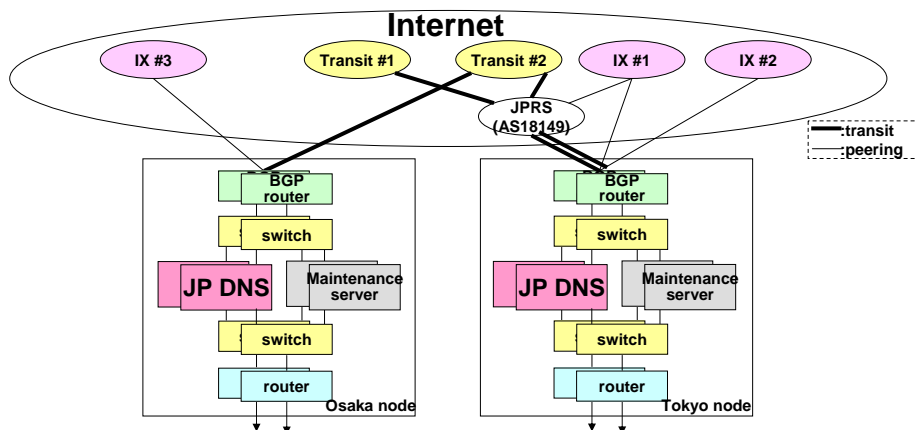 Internet
IX #3
Transit #1
Transit #2
IX #1
IX #2
JPRS
(AS18149)
:transit
:peering
BGP
router
switch
JP DNS
Maintenance
server
switch
router
Osaka node
BGP
router
switch
JP DNS
Maintenance
server
switch
router
Tokyo node